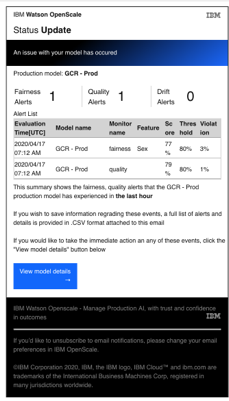 IBM Watson OpenScale IBM
Status Update
An issue with your model has occured
Production model: GCR - Prod
Fairness Alerts 1 Quality Alerts 1 Drift Alerts 0
Alert List
Evaluation Time[UTC] Model name Monitor name Feature Score Threshold Violation
2020/04/17 07:12 AM GCR - Prod fairness Sex 77% 80% 3%
2020/04/17 07:12 AM GCR - Prod quality 79% 80% 1%
This summary shows the fairness, quality alerts that the GCR - Prod
production model has experienced in the last hour
If you wish to save information regrading these events, a full list of alerts and
details is provided in .CSV format attached to this email
If you would like to take the immediate action an any of these events, click the
"View model details" button below
View model details
→
IBM Watson Openscale - Manage Production AI, with trust and confidence
in outcomes IBM
If you'd like to unsubscribe to email notifications, please change your email
preferences in IBM OpenScale.
©IBM Corporation 2020, IBM, the IBM logo, IBM Cloud™ and ibm.com are
trademarks of the International Business Machines Corp, registered in
many jurisdictions worldwide.